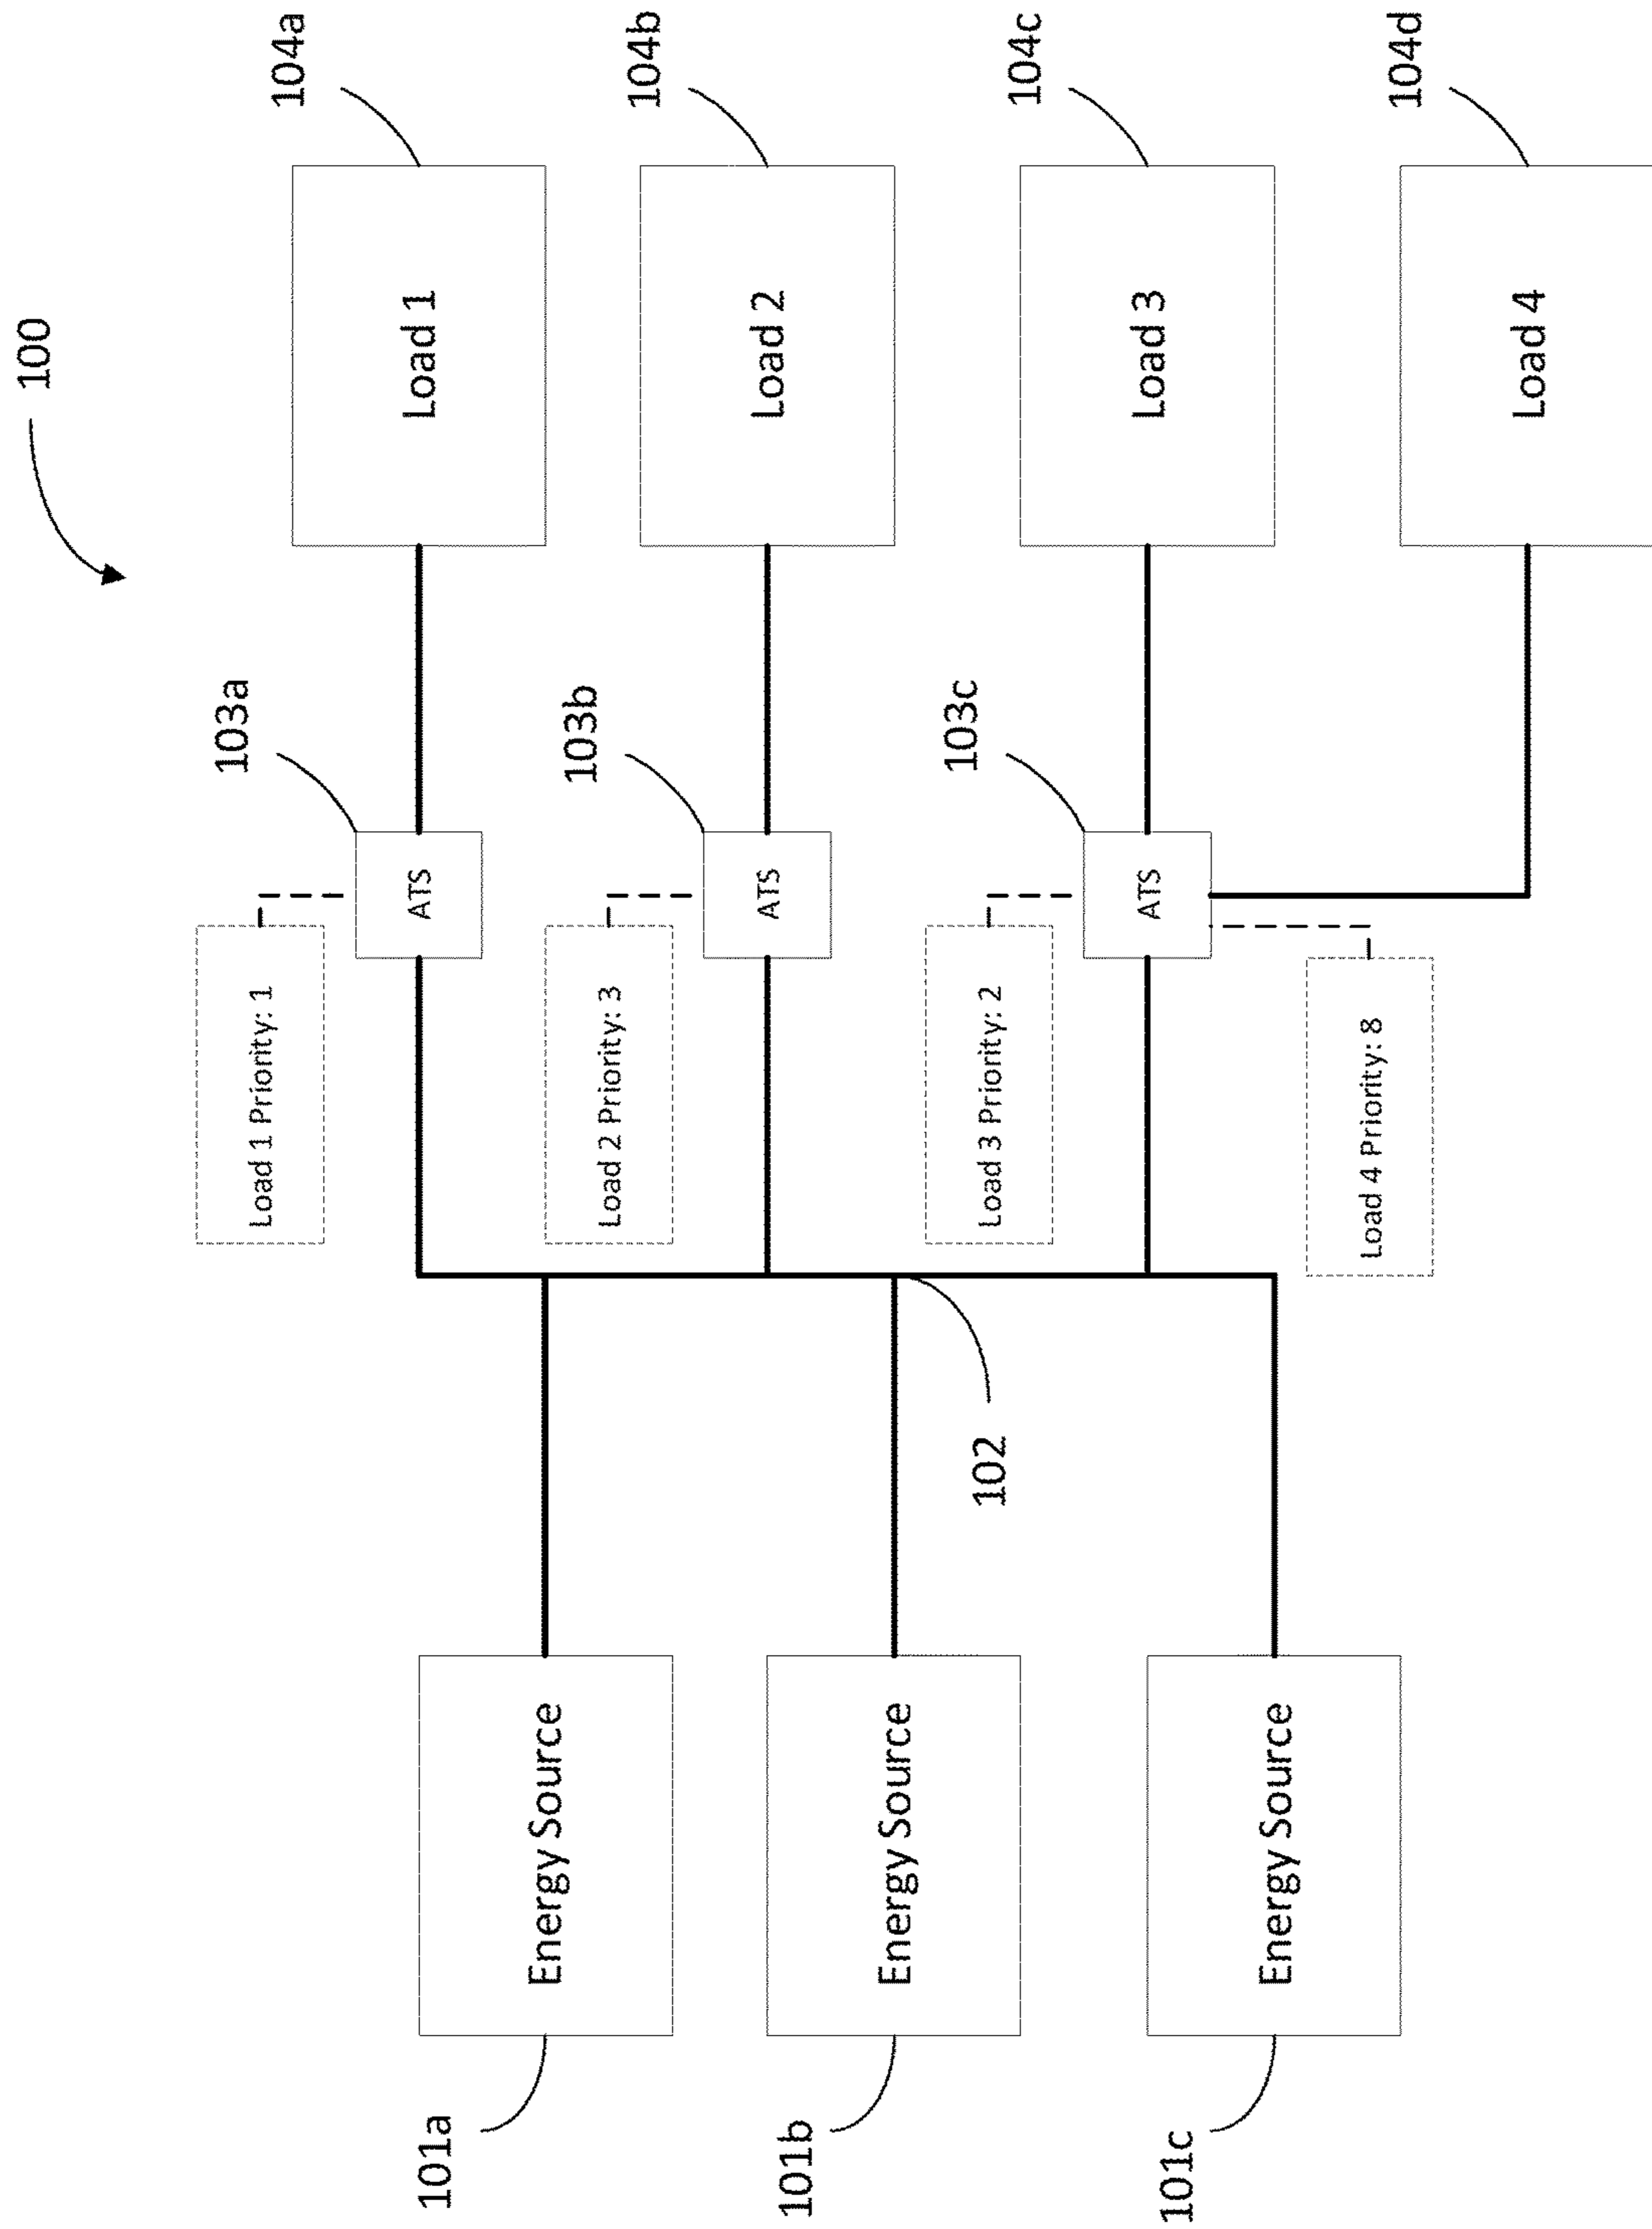 100
101a
Energy Source
101b
Energy Source
101c
Energy Source
102
Load 1 Priority: 1
ATS
103a
Load 2 Priority: 3
ATS
103b
Load 3 Priority: 2
ATS
103c
Load 4 Priority: 8
Load 1
104a
Load 2
104b
Load 3
104c
Load 4
104d